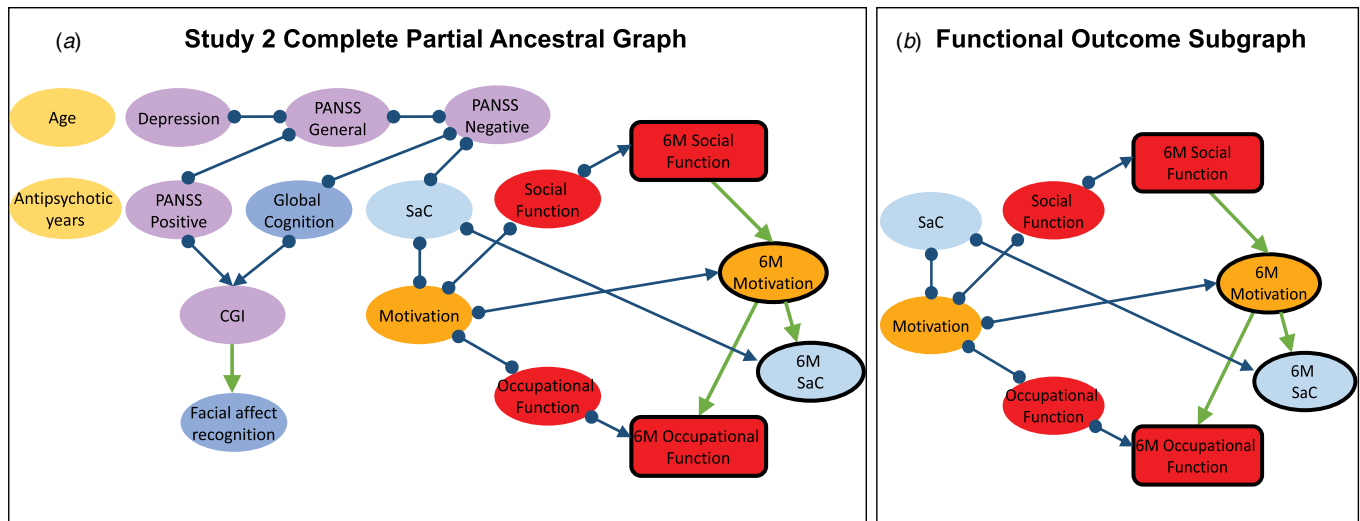 (a) Study 2 Complete Partial Ancestral Graph
Age
Depression
PANSS
General
PANSS
Negative
6M Social
Function
Antipsychotic
years
PANSS
Positive
Global
Cognition
SaC
Social
Function
6M
Motivation
CGI
Motivation
6M
SaC
Facial affect
recognition
Occupational
Function
6M Occupational
Function
(b) Functional Outcome Subgraph
6M Social
Function
SaC
Social
Function
6M
Motivation
Motivation
6M
SaC
Occupational
Function
6M Occupational
Function